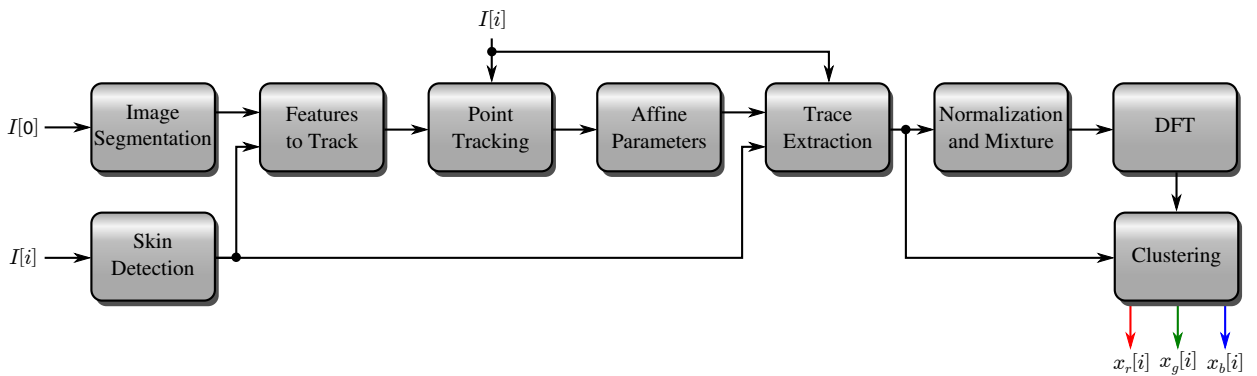 I[i]
I[0]
Image
Segmentation
Features
to Track
Point
Tracking
Affine
Parameters
Trace
Extraction
Normalization
and Mixture
DFT
I[i]
Skin
Detection
Clustering
x_r[i] x_g[i] x_b[i]